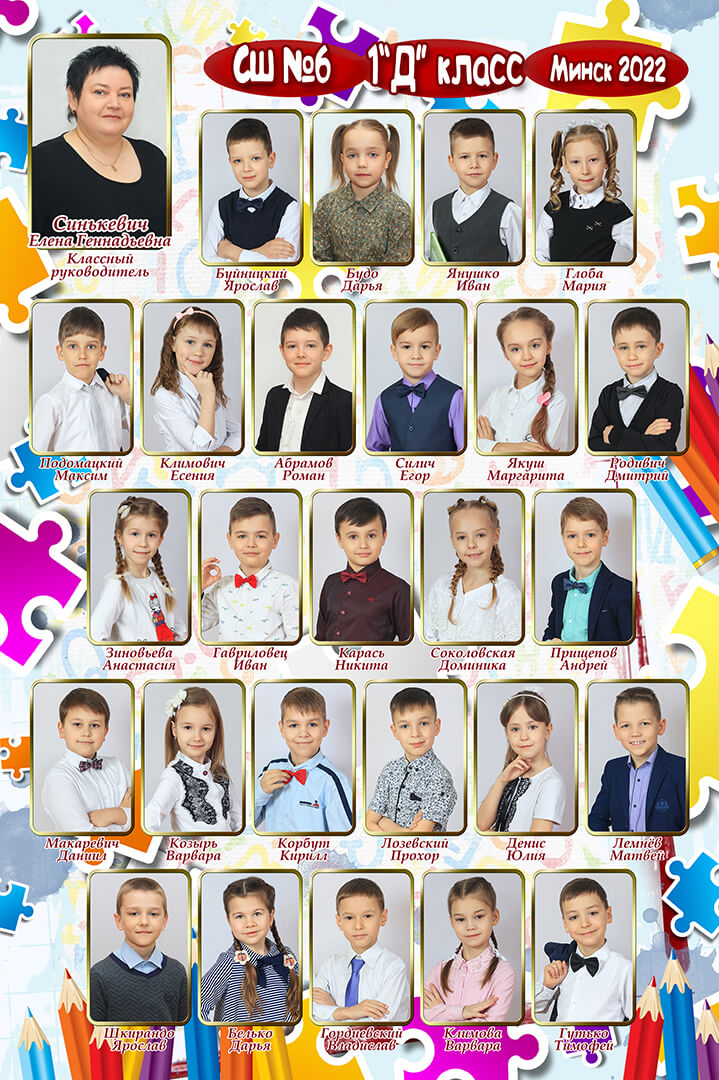 СШ №6 1"Д" класс Минск 2022
Синькевич
Елена Геннадьевна
Классный
руководитель
Буйницкий
Ярослав
Будо
Дарья
Янушко
Иван
Глоба
Мария
Подомацкий
Максим
Климович
Есения
Абрамов
Роман
Силич
Егор
Якуш
Маргарита
Родивич
Дмитрий
Зиновьева
Анастасия
Гавриловец
Иван
Карась
Никита
Соколовская
Доминика
Прищепов
Андрей
Макаревич
Даниил
Козырь
Варвара
Корбут
Кирилл
Лозевский
Прохор
Денис
Юлия
Лемнёв
Матвей
Шкирандо
Ярослав
Белько
Дарья
Гордиевский
Владислав
Климова
Варвара
Гутько
Тимофей